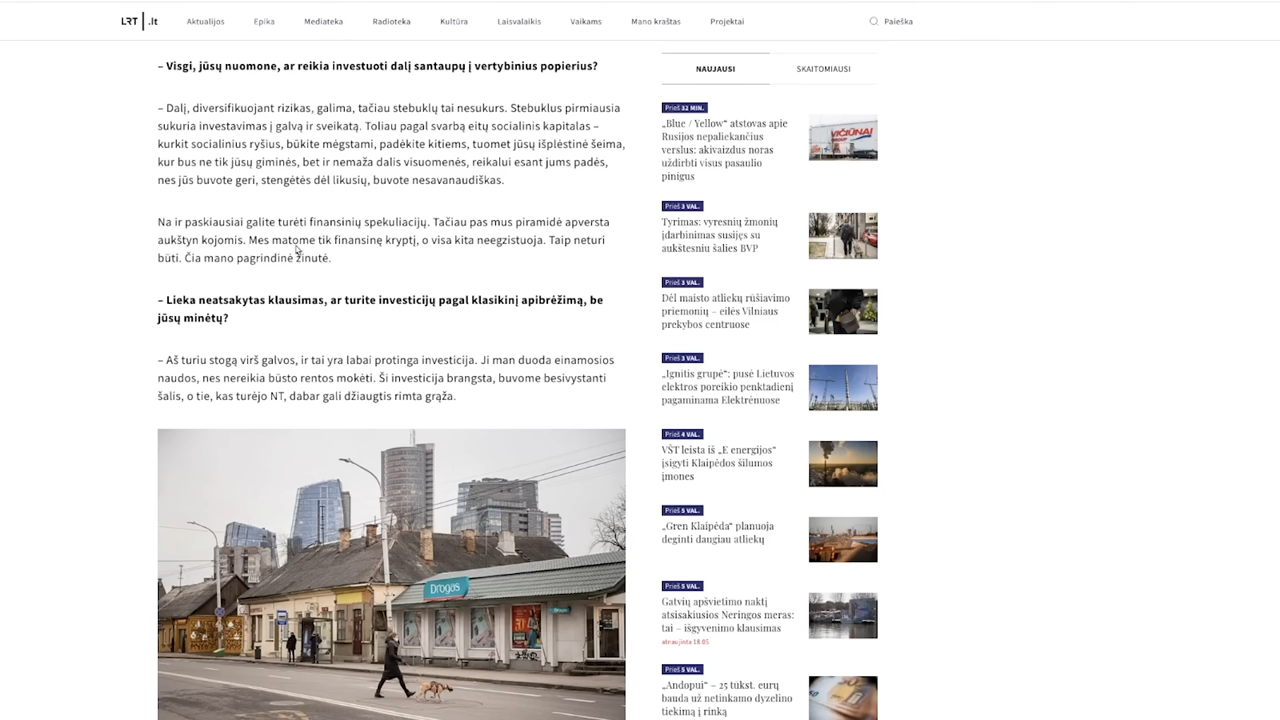 LRT .lt Aktualijos Epika Mediateka Radioteka Kultūra Laisvalaikis Vaikams Mano kraštas Projektai Paieška
– Visgi, jūsų nuomone, ar reikia investuoti dalį santaupų į vertybinius popierius?
– Dalį, diversifikuojant rizikas, galima, tačiau stebuklų tai nesukurs. Stebuklus pirmiausia
sukuria investavimas į galvą ir sveikatą. Toliau pagal svarbą eitų socialinis kapitalas –
kurkit socialinius ryšius, būkite mėgstami, padėkite kitiems, tuomet jūsų išplėstinė šeima,
kur bus ne tik jūsų giminės, bet ir nemaža dalis visuomenės, reikalui esant jums padės,
nes jūs buvote geri, stengėtės dėl likusių, buvote nesavanaudiškas.
Na ir paskiausiai galite turėti finansinių spekuliacijų. Tačiau pas mus piramidė apversta
aukštyn kojomis. Mes matome tik finansinę kryptį, o visa kita neegzistuoja. Taip neturi
būti. Čia mano pagrindinė žinutė.
– Lieka neatsakytas klausimas, ar turite investicijų pagal klasikinį apibrėžimą, be
jūsų minėtų?
– Aš turiu stogą virš galvos, ir tai yra labai protinga investicija. Ji man duoda einamosios
naudos, nes nereikia būsto rentos mokėti. Ši investicija brangsta, buvome besivystanti
šalis, o tie, kas turėjo NT, dabar gali džiaugtis rimta grąža.
Drogas
NAUJAUSI SKAITOMIAUSI
Prieš 32 MIN.
„Blue / Yellow“ atstovas apie
Rusijos nepaliekančius
verslus: akivaizdus noras
uždirbti visus pasaulio
pinigus
VIČIŪNAI
Prieš 3 VAL.
Tyrimas: vyresnių žmonių
įdarbinimas susijęs su
aukštesniu šalies BVP
Prieš 3 VAL.
Dėl maisto atliekų rūšiavimo
priemonių – eilės Vilniaus
prekybos centruose
Prieš 3 VAL.
„Ignitis grupė“: pusė Lietuvos
elektros poreikio penktadienį
pagaminama Elektrėnuose
Prieš 4 VAL.
VŠT leista iš „E energijos“
įsigyti Klaipėdos šilumos
įmones
Prieš 5 VAL.
„Gren Klaipėda“ planuoja
deginti daugiau atliekų
Prieš 5 VAL.
Gatvių apšvietimo naktį
atsisakiusios Neringos meras:
tai – išgyvenimo klausimas
atnaujinta 18.05
Prieš 5 VAL.
„Andopui“ – 25 tūkst. eurų
bauda už netinkamo dyzelino
tiekimą į rinką